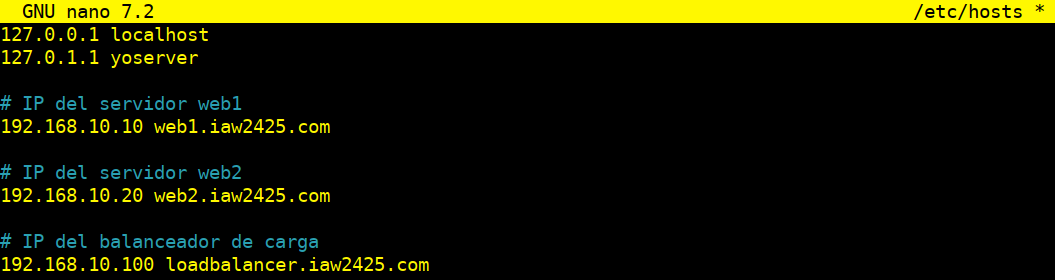 GNU nano 7.2 /etc/hosts *
127.0.0.1 localhost
127.0.1.1 yoserver
# IP del servidor web1
192.168.10.10 web1.iaw2425.com
# IP del servidor web2
192.168.10.20 web2.iaw2425.com
# IP del balanceador de carga
192.168.10.100 loadbalancer.iaw2425.com